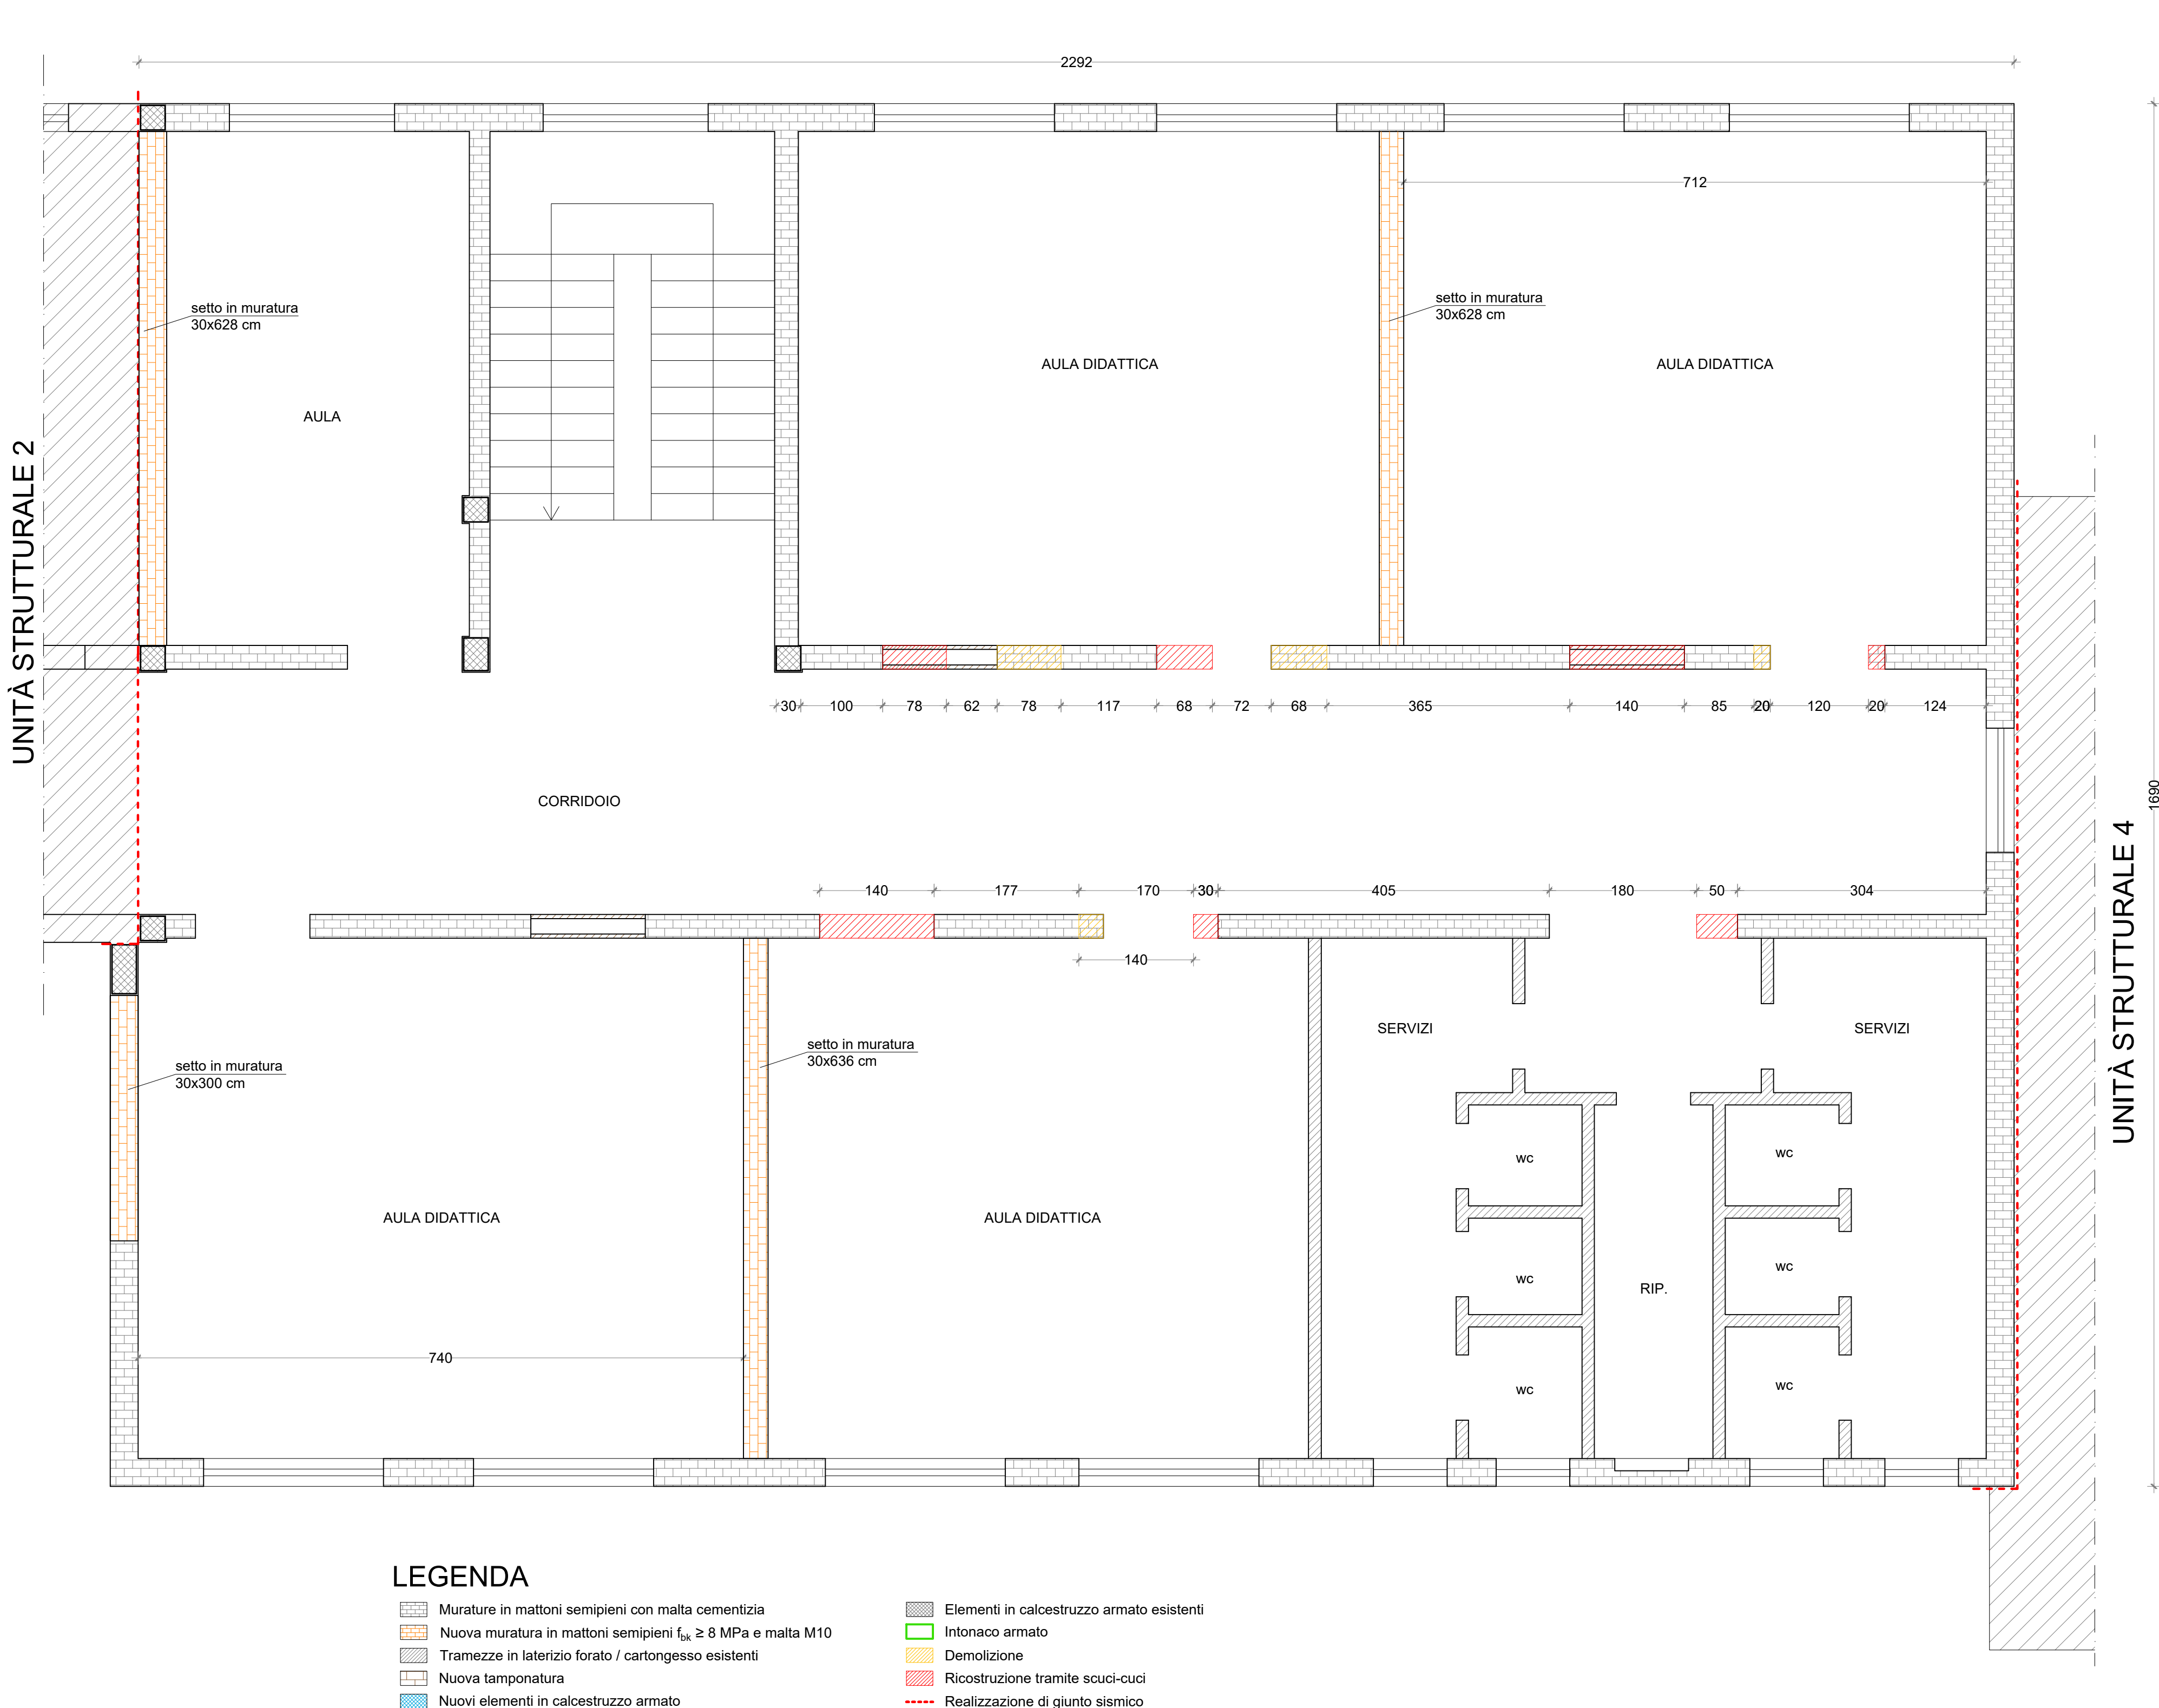 2292
712
setto in muratura
30x628 cm
setto in muratura
30x628 cm
AULA DIDATTICA
AULA DIDATTICA
AULA
UNITÀ STRUTTURALE 2
30 100 78 62 78 117 68 72 68 365 140 85 20 120 20 124
CORRIDOIO
1690
UNITÀ STRUTTURALE 4
140 177 170 30 405 180 50 304
140
SERVIZI
SERVIZI
setto in muratura
30x636 cm
setto in muratura
30x300 cm
wc
wc
AULA DIDATTICA
AULA DIDATTICA
wc
wc
RIP.
740
wc
wc
LEGENDA
Murature in mattoni semipieni con malta cementizia
Nuova muratura in mattoni semipieni fbk ≥ 8 MPa e malta M10
Tramezze in laterizio forato / cartongesso esistenti
Nuova tamponatura
Nuovi elementi in calcestruzzo armato
Elementi in calcestruzzo armato esistenti
Intonaco armato
Demolizione
Ricostruzione tramite scuci-cuci
Realizzazione di giunto sismico